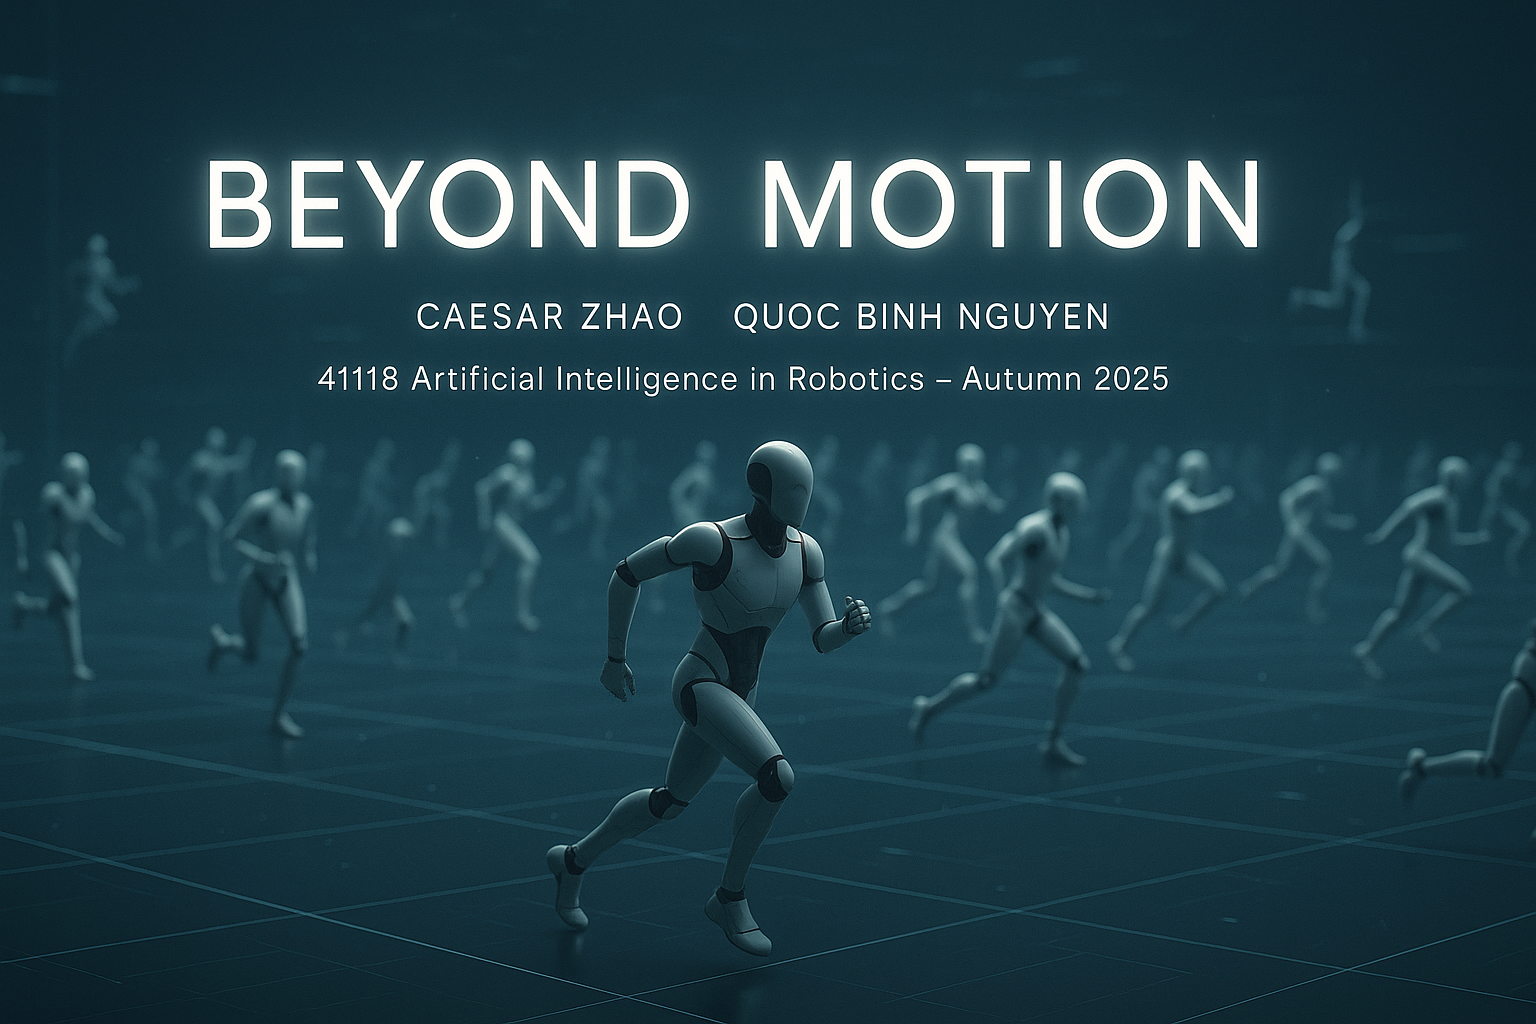 BEYOND MOTION
CAESAR ZHAO QUOC BINH NGUYEN
41118 Artificial Intelligence in Robotics – Autumn 2025